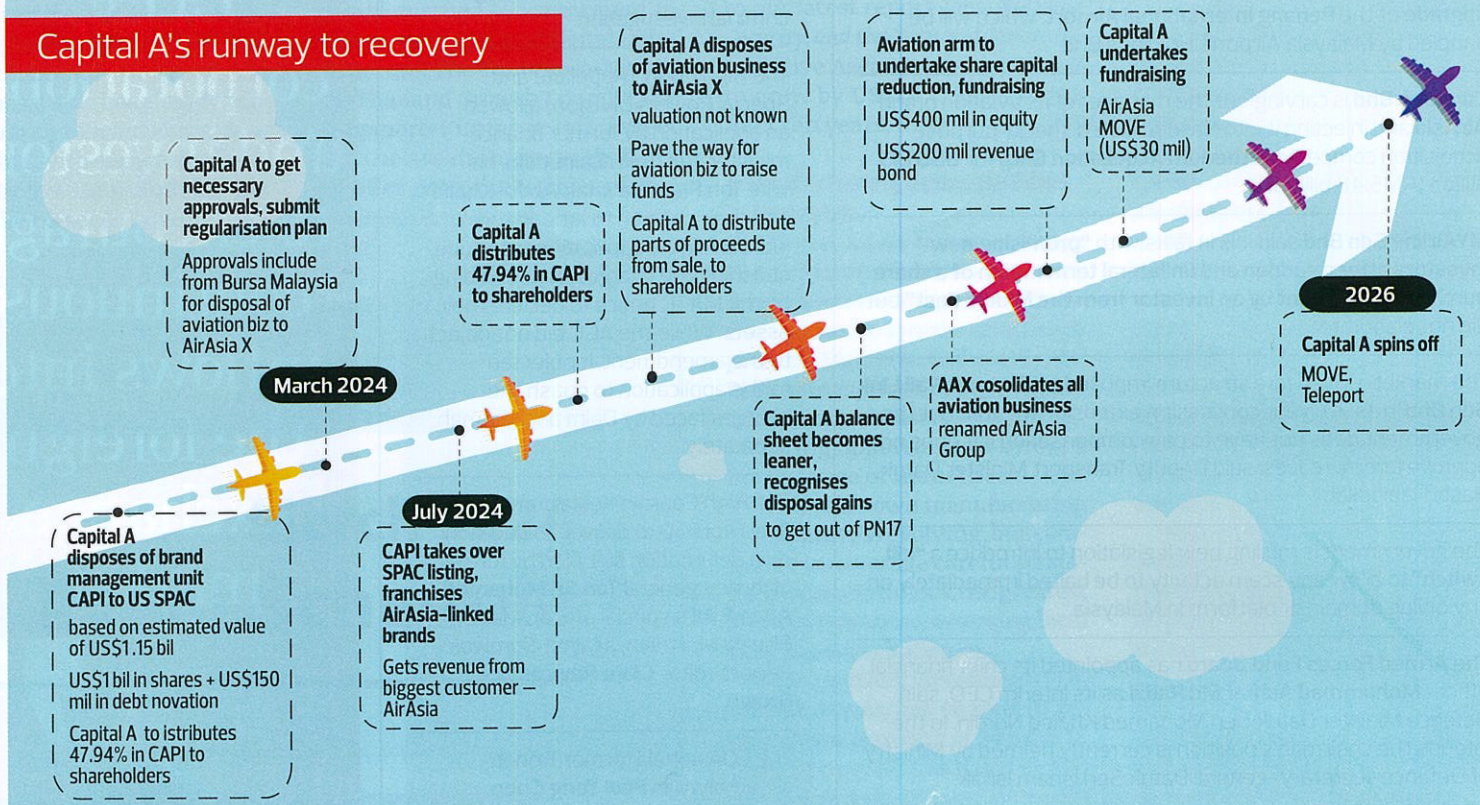 Capital A's runway to recovery
Capital A
disposes of brand
management unit
CAPI to US SPAC
based on estimated value
of US$1.15 bil
US$1 bil in shares + US$150
mil in debt novation
Capital A to istributes
47.94% in CAPI to
shareholders
Capital A to get
necessary
approvals, submit
regularisation plan
Approvals include
from Bursa Malaysia
for disposal of
aviation biz to
AirAsia X
March 2024
July 2024
CAPI takes over
SPAC listing,
franchises
AirAsia-linked
brands
Gets revenue from
biggest customer —
AirAsia
Capital A
distributes
47.94% in CAPI
to shareholders
Capital A disposes
of aviation business
to AirAsia X
valuation not known
Pave the way for
aviation biz to raise
funds
Capital A to distribute
parts of proceeds
from sale, to
shareholders
Capital A balance
sheet becomes
leaner,
recognises
disposal gains
to get out of PN17
AAX cosolidates all
aviation business
renamed AirAsia
Group
Aviation arm to
undertake share capital
reduction, fundraising
US$400 mil in equity
US$200 mil revenue
bond
Capital A
undertakes
fundraising
AirAsia
MOVE
(US$30 mil)
2026
Capital A spins off
MOVE,
Teleport